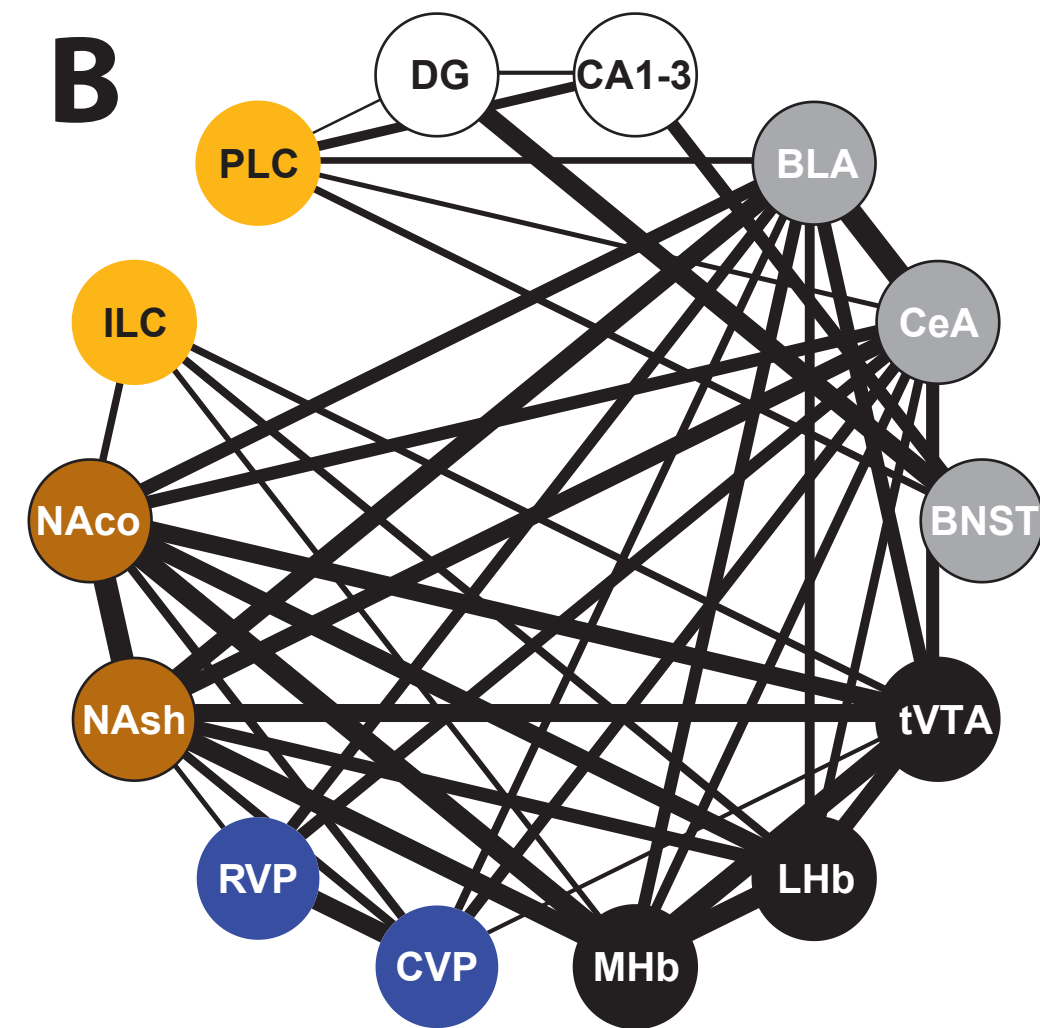 B
DG
CA1-3
PLC
BLA
ILC
CeA
NAco
BNST
NAsh
tVTA
RVP
LHb
CVP
MHb